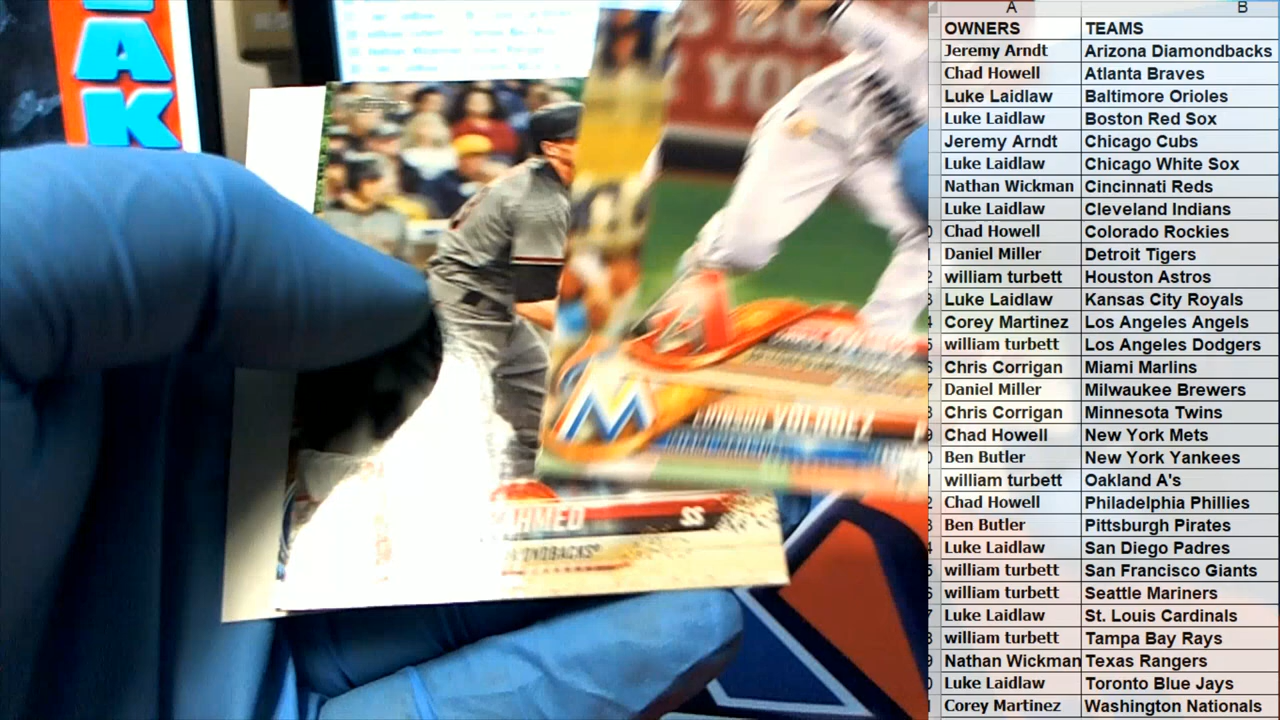 AK
S BO
YO
VOLQUEZ
AHMED SS
A B
OWNERS TEAMS
Jeremy Arndt Arizona Diamondbacks
Chad Howell Atlanta Braves
Luke Laidlaw Baltimore Orioles
Luke Laidlaw Boston Red Sox
Jeremy Arndt Chicago Cubs
Luke Laidlaw Chicago White Sox
Nathan Wickman Cincinnati Reds
Luke Laidlaw Cleveland Indians
Chad Howell Colorado Rockies
Daniel Miller Detroit Tigers
william turbett Houston Astros
Luke Laidlaw Kansas City Royals
Corey Martinez Los Angeles Angels
william turbett Los Angeles Dodgers
Chris Corrigan Miami Marlins
Daniel Miller Milwaukee Brewers
Chris Corrigan Minnesota Twins
Chad Howell New York Mets
Ben Butler New York Yankees
william turbett Oakland A's
Chad Howell Philadelphia Phillies
Ben Butler Pittsburgh Pirates
Luke Laidlaw San Diego Padres
william turbett San Francisco Giants
william turbett Seattle Mariners
Luke Laidlaw St. Louis Cardinals
william turbett Tampa Bay Rays
Nathan Wickman Texas Rangers
Luke Laidlaw Toronto Blue Jays
Corey Martinez Washington Nationals